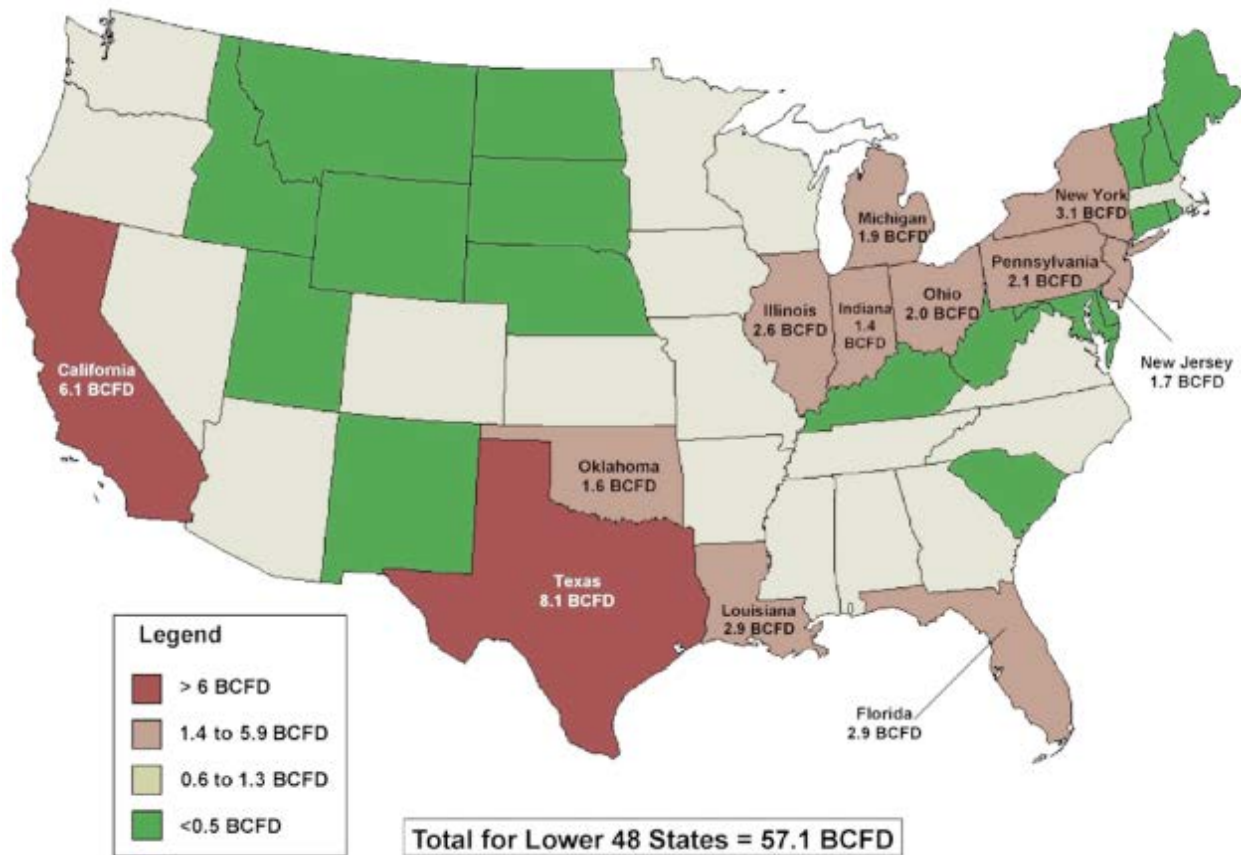 New York
3.1 BCFD
Michigan
1.9 BCFD
Pennsylvania
2.1 BCFD
Ohio
2.0 BCFD
Illinois
2.6 BCFD
Indiana
1.4
BCFD
New Jersey
1.7 BCFD
California
6.1 BCFD
Oklahoma
1.6 BCFD
Texas
8.1 BCFD
Louisiana
2.9 BCFD
Florida
2.9 BCFD
Legend
> 6 BCFD
1.4 to 5.9 BCFD
0.6 to 1.3 BCFD
<0.5 BCFD
Total for Lower 48 States = 57.1 BCFD